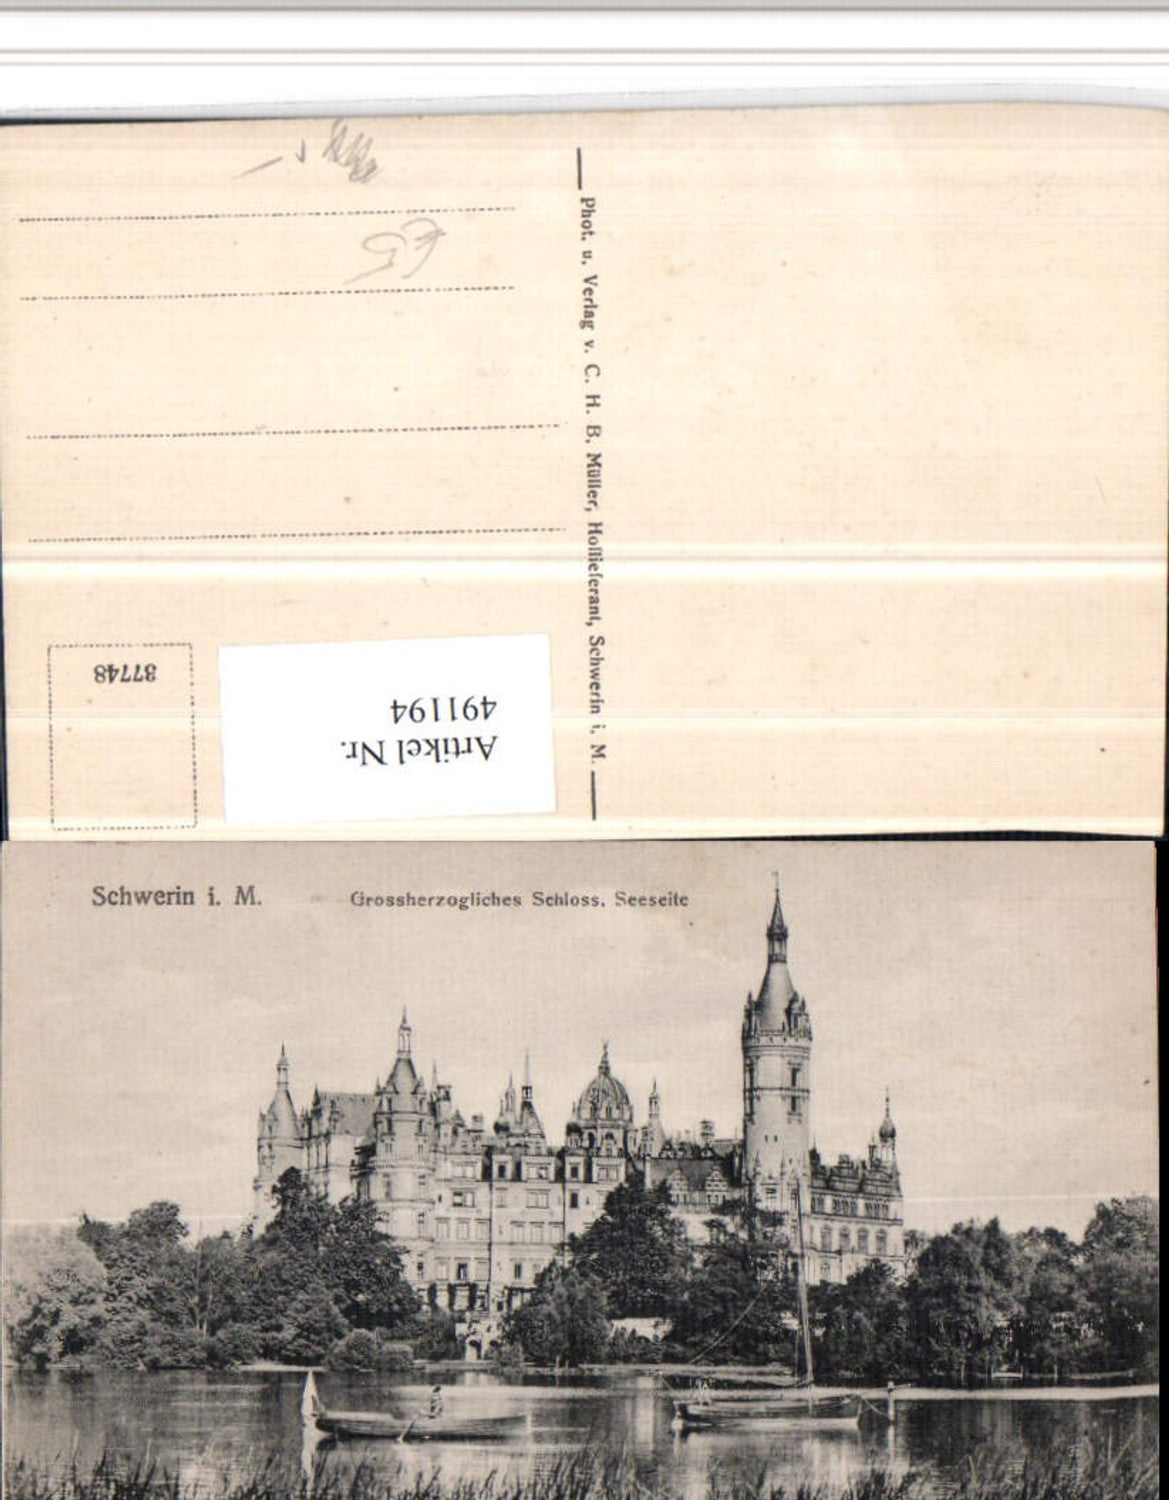 Phot. u. Verlag v. C. H. B. Müller, Hoflieferant, Schwerin i. M.
37748
Artikel Nr.
491194
Schwerin i. M.
Grossherzogliches Schloss, Seeseite